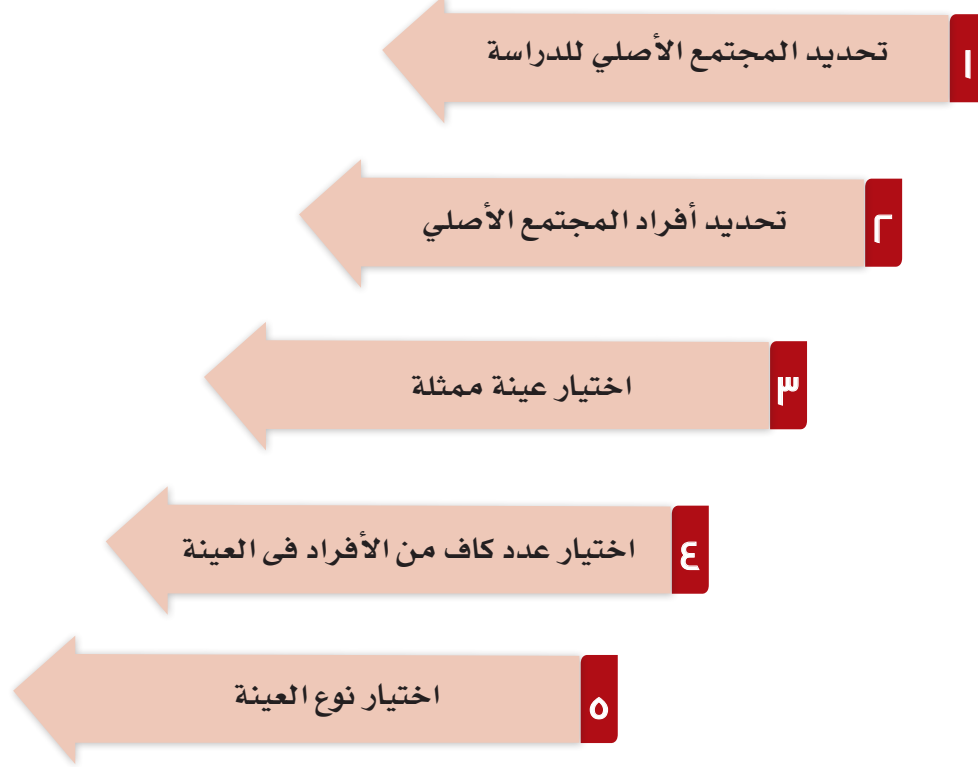 ١
تحديد المجتمع الأصلي للدراسة
٢
تحديد أفراد المجتمع الأصلي
٣
اختيار عينة ممثلة
٤
اختيار عدد كاف من الأفراد فى العينة
٥
اختيار نوع العينة